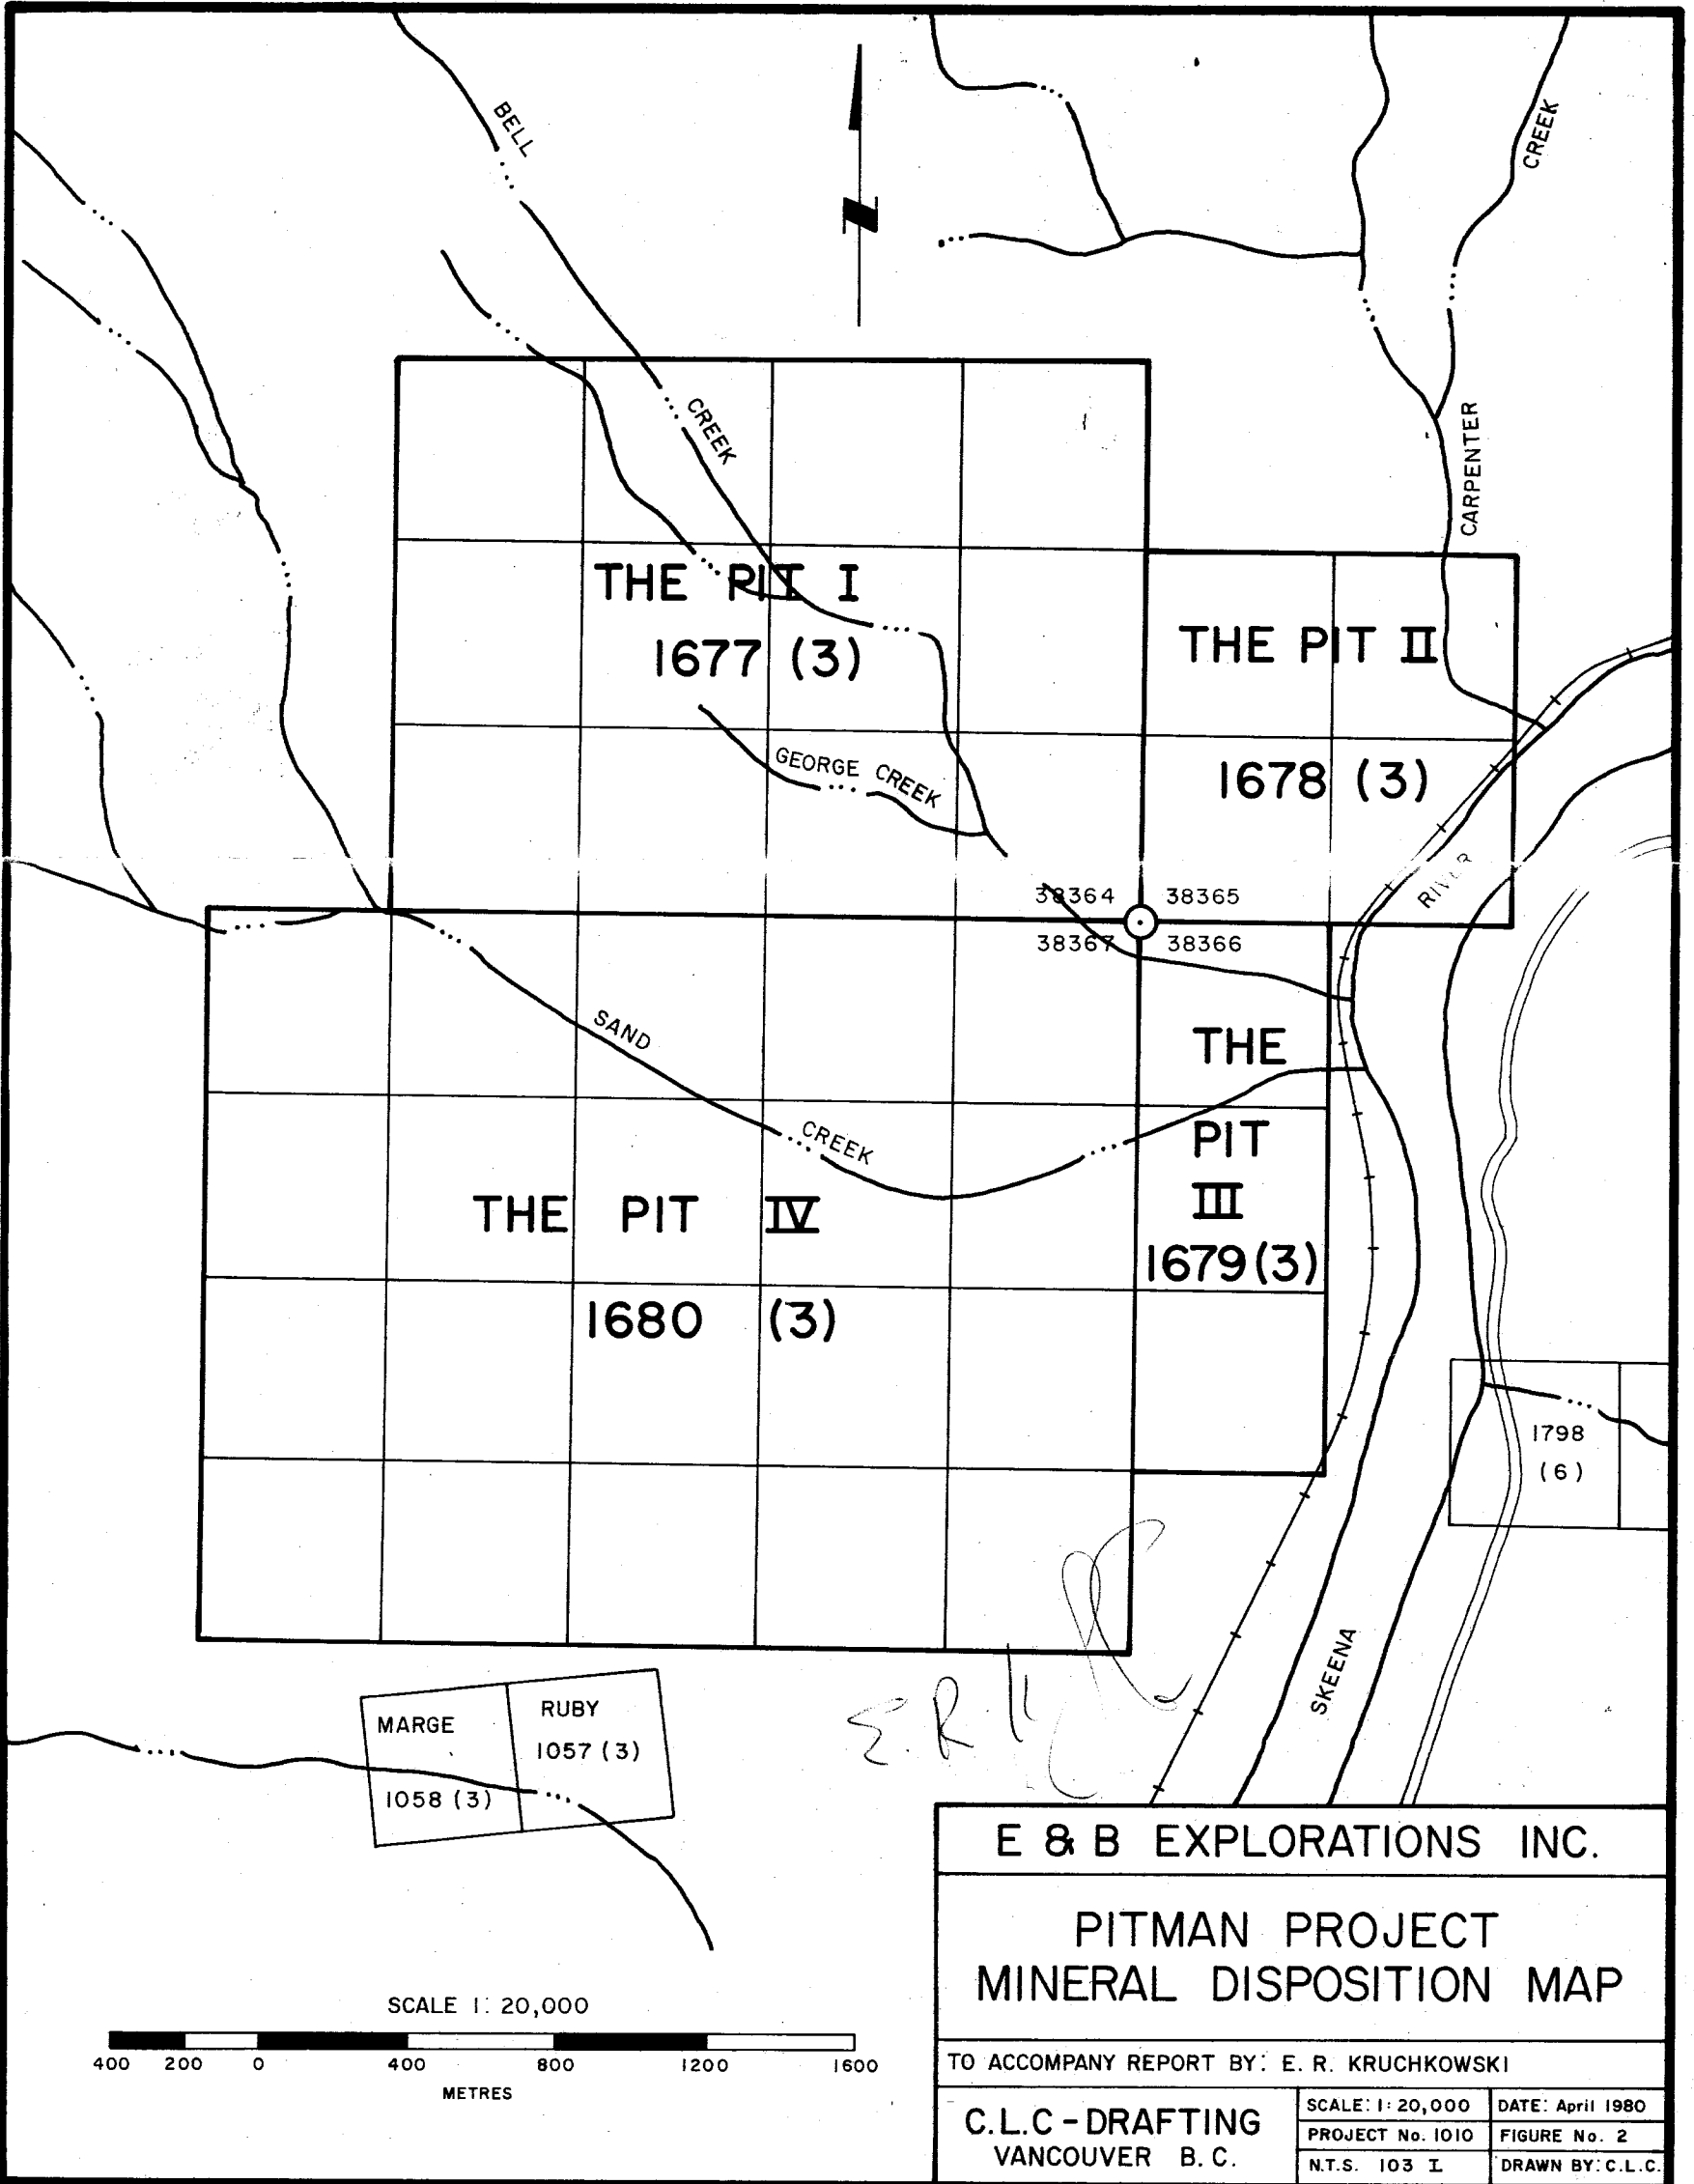 BELL
CREEK
CREEK
CARPENTER
THE PIT I
1677 (3)
THE PIT II
1678 (3)
GEORGE CREEK
RIVER
38364
38365
38367
38366
SAND
CREEK
THE
PIT
III
1679 (3)
THE PIT IV
1680 (3)
1798
(6)
SKEENA
MARGE
1058 (3)
RUBY
1057 (3)
E. R. K
E & B EXPLORATIONS INC.
PITMAN PROJECT
MINERAL DISPOSITION MAP
TO ACCOMPANY REPORT BY: E. R. KRUCHKOWSKI
C.L.C - DRAFTING
VANCOUVER B. C.
SCALE: 1: 20,000
DATE: April 1980
PROJECT No. 1010
FIGURE No. 2
N.T.S. 103 I
DRAWN BY: C.L.C.
SCALE 1: 20,000
400 200 0 400 800 1200 1600
METRES
N